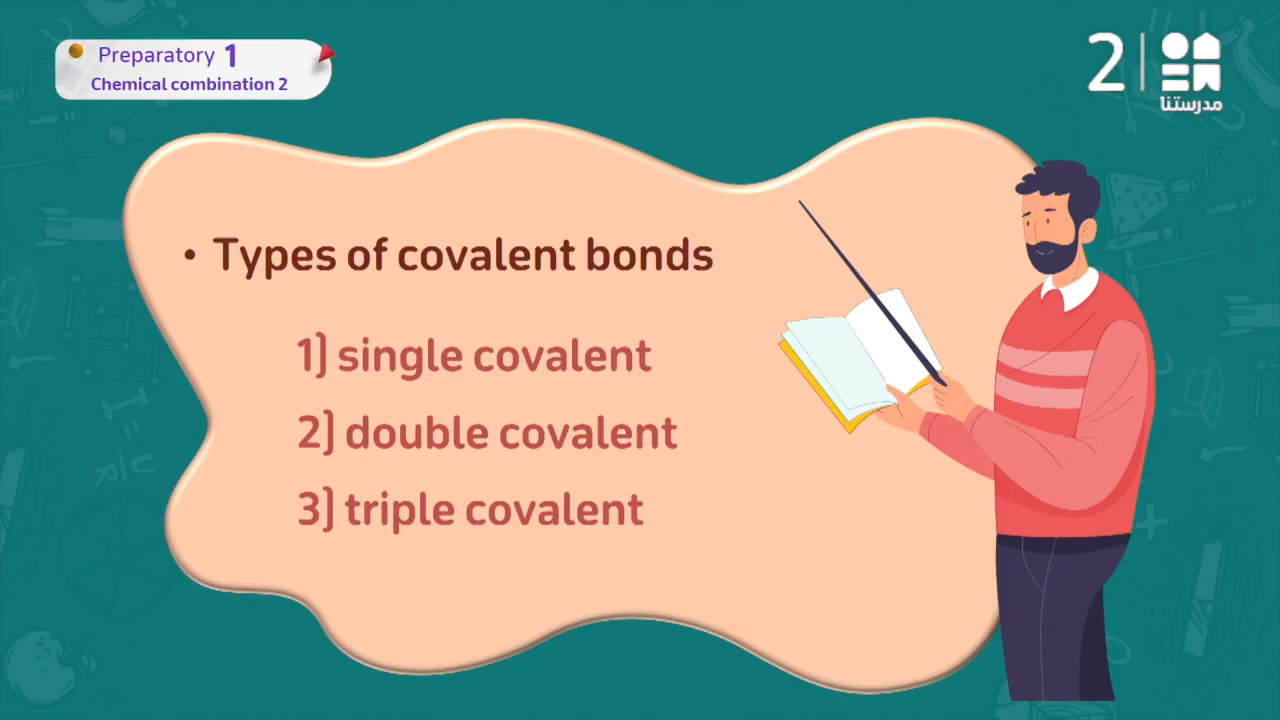 Preparatory 1
Chemical combination 2
2 | مدرستنا
• Types of covalent bonds
1) single covalent
2) double covalent
3) triple covalent